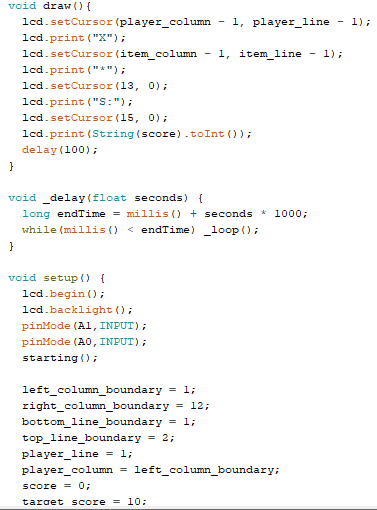 void draw(){
  lcd.setCursor(player_column - 1, player_line - 1);
  lcd.print("X");
  lcd.setCursor(item_column - 1, item_line - 1);
  lcd.print("*");
  lcd.setCursor(13, 0);
  lcd.print("S:");
  lcd.setCursor(15, 0);
  lcd.print(String(score).toInt());
  delay(100);
}

void _delay(float seconds) {
  long endTime = millis() + seconds * 1000;
  while(millis() < endTime) _loop();
}

void setup() {
  lcd.begin();
  lcd.backlight();
  pinMode(A1,INPUT);
  pinMode(A0,INPUT);
  starting();

  left_column_boundary = 1;
  right_column_boundary = 12;
  bottom_line_boundary = 1;
  top_line_boundary = 2;
  player_line = 1;
  player_column = left_column_boundary;
  score = 0;
  target_score = 10;